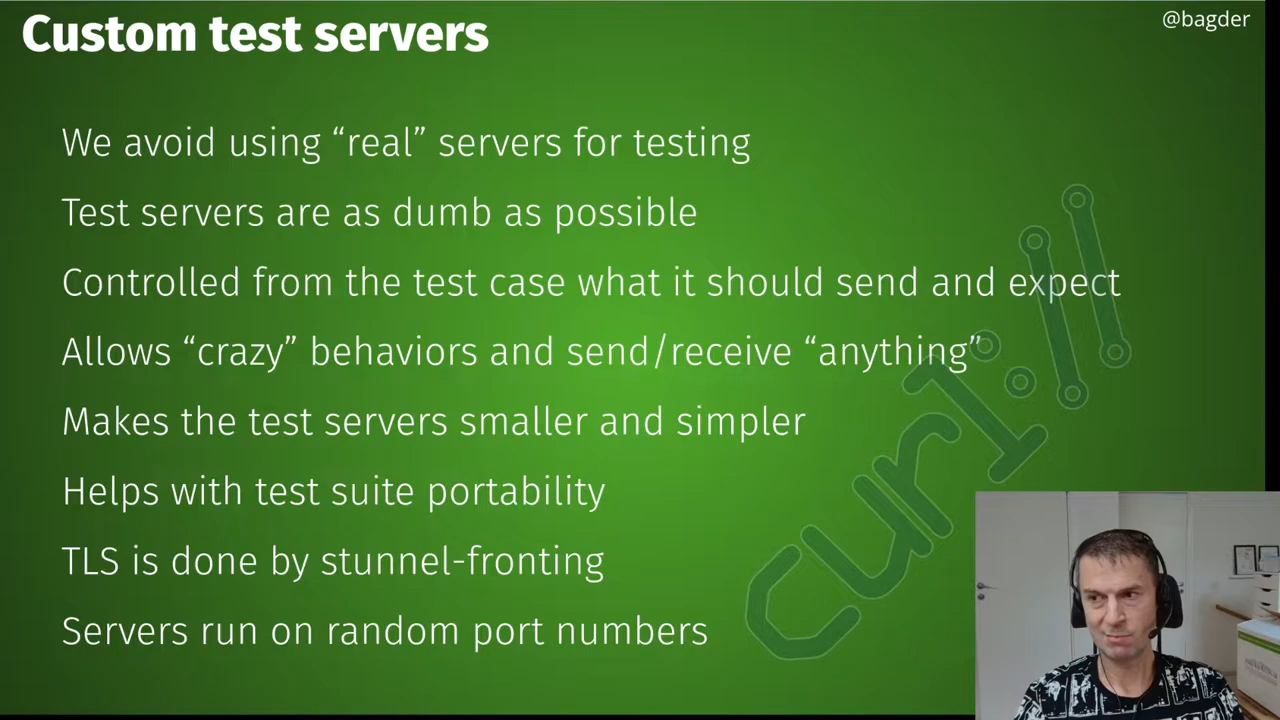 Custom test servers
@bagder
We avoid using “real” servers for testing
Test servers are as dumb as possible
Controlled from the test case what it should send and expect
Allows “crazy” behaviors and send/receive “anything”
Makes the test servers smaller and simpler
Helps with test suite portability
TLS is done by stunnel-fronting
Servers run on random port numbers
curl://